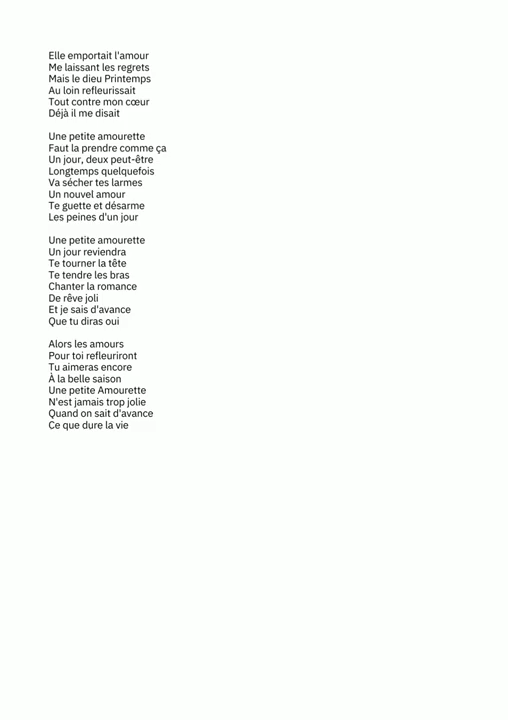 Elle emportait l'amour
Me laissant les regrets
Mais le dieu Printemps
Au loin refleurissait
Tout contre mon cœur
Déjà il me disait
Une petite amourette
Faut la prendre comme ça
Un jour, deux peut-être
Longtemps quelquefois
Va sécher tes larmes
Un nouvel amour
Te guette et désarme
Les peines d'un jour
Une petite amourette
Un jour reviendra
Te tourner la tête
Te tendre les bras
Chanter la romance
De rêve joli
Et je sais d'avance
Que tu diras oui
Alors les amours
Pour toi refleuriront
Tu aimeras encore
À la belle saison
Une petite Amourette
N'est jamais trop jolie
Quand on sait d'avance
Ce que dure la vie